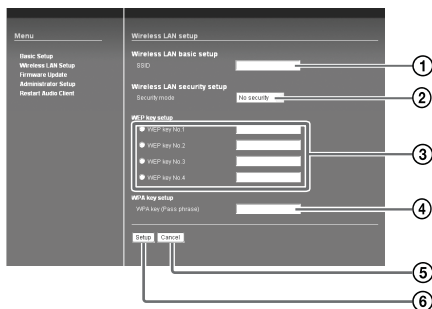 Menu
Basic Setup
Wireless LAN Setup
Firmware Update
Administrator Setup
Restart Audio Client
Wireless LAN setup
Wireless LAN basic setup
SSID
1
Wireless LAN security setup
Security mode
No security
2
WEP key setup
WEP key No.1
WEP key No.2
WEP key No.3
WEP key No.4
3
WPA key setup
WPA key (Pass phrase)
4
Setup
Cancel
5
6